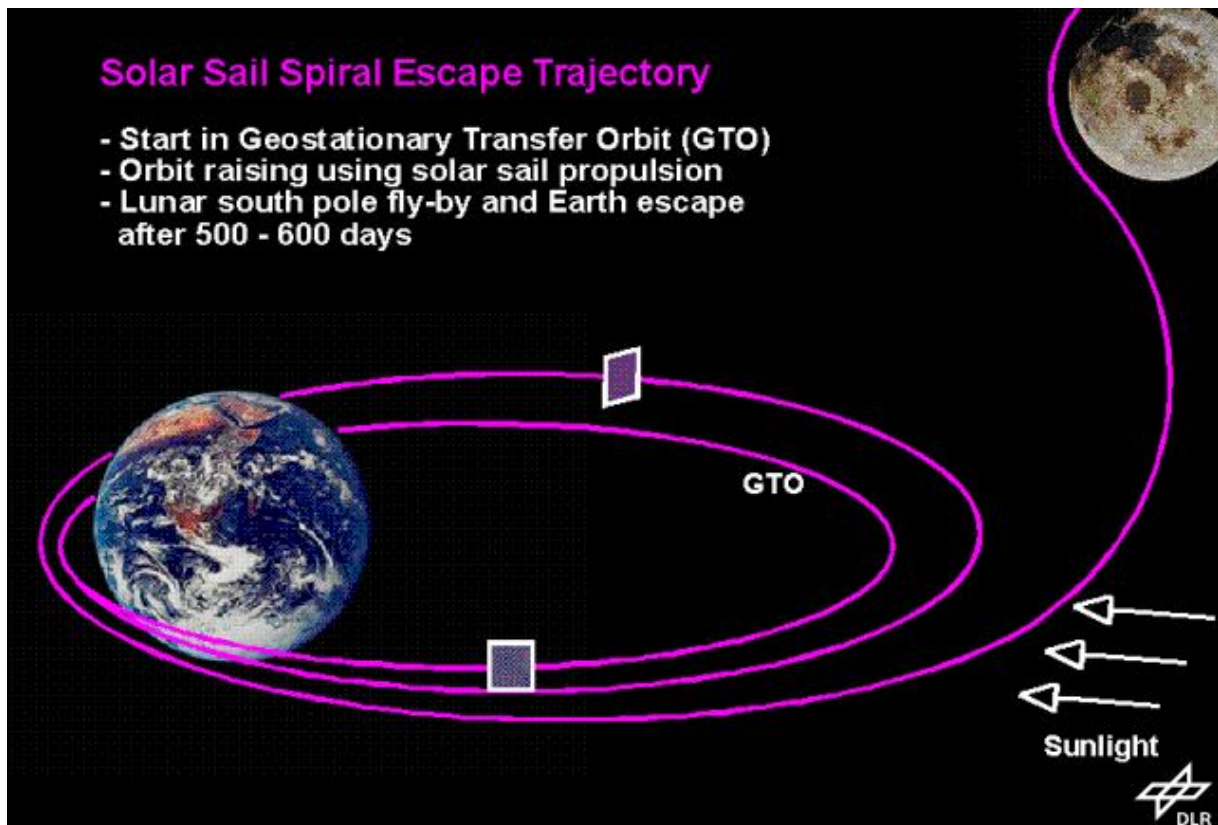 Solar Sail Spiral Escape Trajectory
- Start in Geostationary Transfer Orbit (GTO)
- Orbit raising using solar sail propulsion
- Lunar south pole fly-by and Earth escape
after 500 - 600 days
GTO
Sunlight
DLR